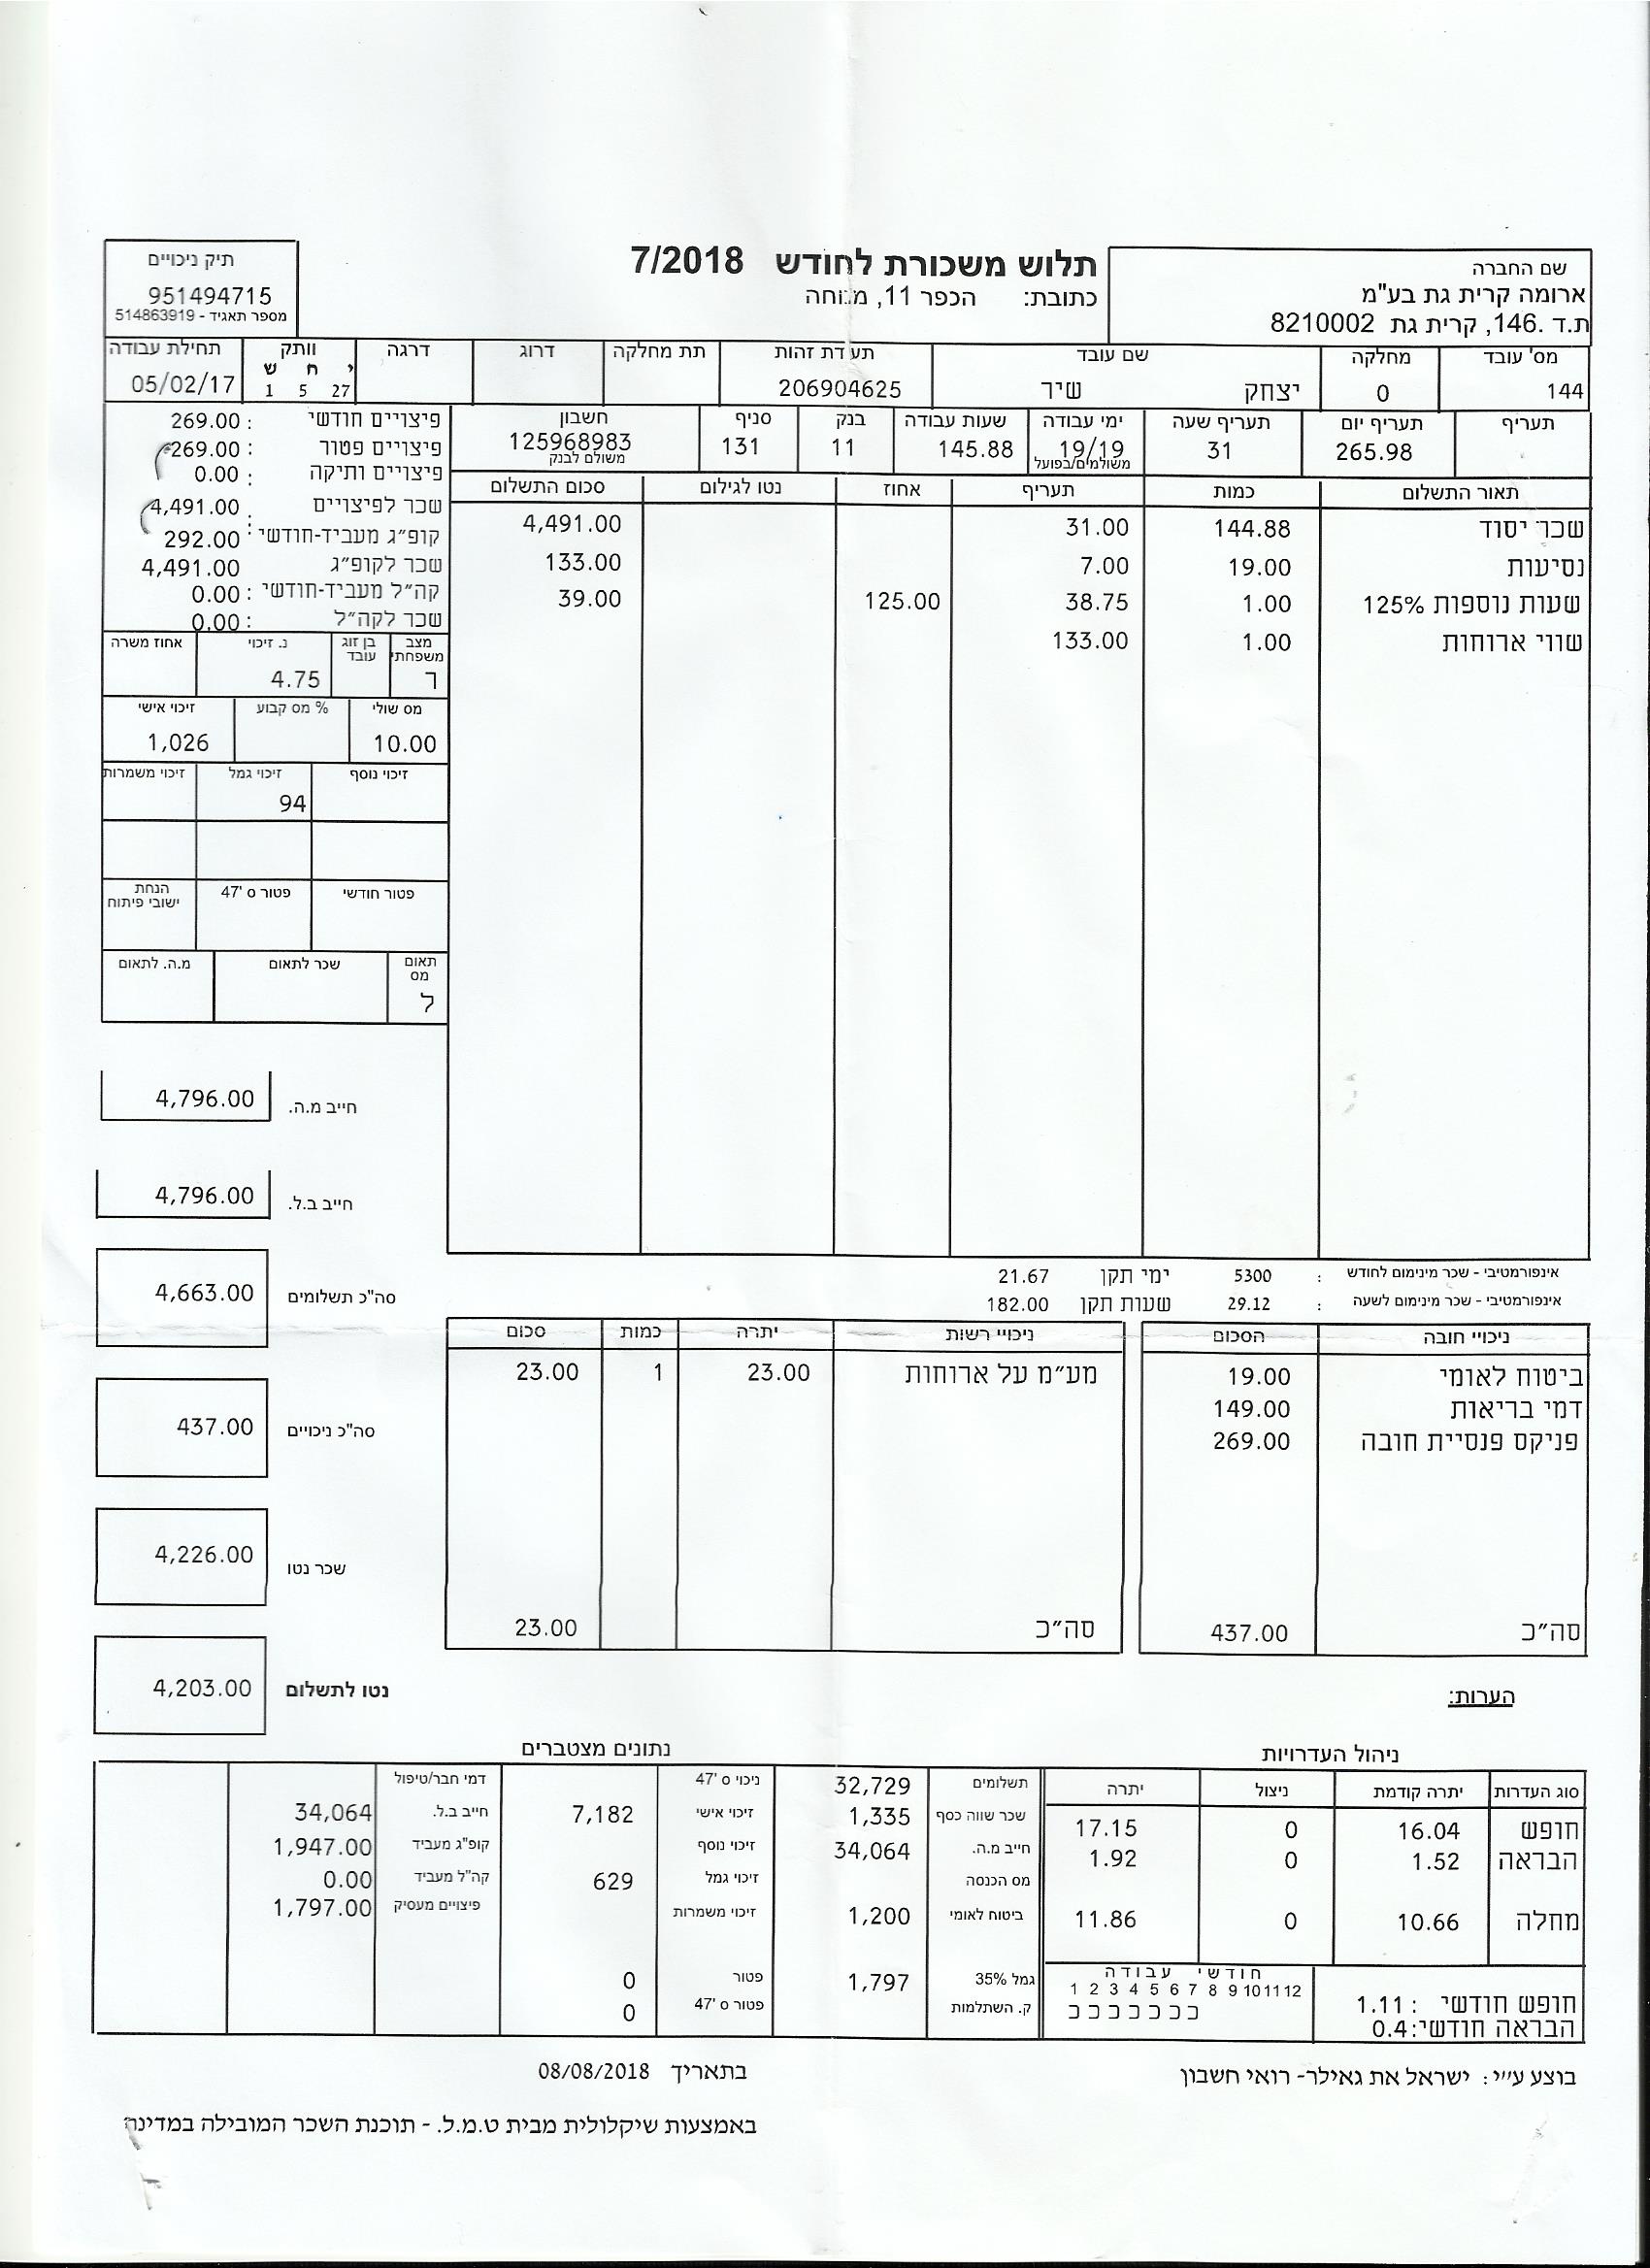 תיק ניכויים
951494715
מספר תאגיד - 514863919
תלוש משכורת לחודש 7/2018
כתובת: הכפר 11, מנוחה
שם החברה
ארומה קרית גת בע"מ
ת.ד .146, קרית גת 8210002
מס' עובד מחלקה שם עובד תעודת זהות תת מחלקה דרוג דרגה וותק תחילת עבודה
י ח ש
144 0 יצחק שיר 206904625 27 5 1 05/02/17
תעריף תעריף יום תעריף שעה ימי עבודה שעות עבודה בנק סניף חשבון
265.98 31 19/19 145.88 11 131 125968983
משולמים/בפועל משולם לבנק
תאור התשלום כמות תעריף אחוז נטו לגילום סכום התשלום
שכר יסוד 144.88 31.00 4,491.00
נסיעות 19.00 7.00 133.00
שעות נוספות 125% 1.00 38.75 125.00 39.00
שווי ארוחות 1.00 133.00
פיצויים חודשי : 269.00
פיצויים פטור : 269.00
פיצויים ותיקה : 0.00
שכר לפיצויים : 4,491.00
קופ״ג מעביד-חודשי : 292.00
שכר לקופ״ג 4,491.00
קה״ל מעביד-חודשי : 0.00
שכר לקה״ל : 0.00
מצב משפחתי בן זוג עובד נ. זיכוי אחוז משרה
ר 4.75
מס שולי % מס קבוע זיכוי אישי
10.00 1,026
זיכוי נוסף זיכוי גמל זיכוי משמרות
94
פטור חודשי פטור ס '47 הנחת ישובי פיתוח
תאום מס שכר לתאום מ.ה. לתאום
ל
חייב מ.ה. 4,796.00
חייב ב.ל. 4,796.00
סה"כ תשלומים 4,663.00
סה"כ ניכויים 437.00
שכר נטו 4,226.00
נטו לתשלום 4,203.00
אינפורמטיבי - שכר מינימום לחודש : 5300 ימי תקן 21.67
אינפורמטיבי - שכר מינימום לשעה : 29.12 שעות תקן 182.00
ניכויי חובה הסכום
ביטוח לאומי 19.00
דמי בריאות 149.00
פניקס פנסיית חובה 269.00
סה״כ 437.00
ניכויי רשות יתרה כמות סכום
מע״מ על ארוחות 23.00 1 23.00
סה״כ 23.00
הערות:
ניהול העדרויות
סוג העדרות יתרה קודמת ניצול יתרה
חופש 16.04 0 17.15
הבראה 1.52 0 1.92
מחלה 10.66 0 11.86
חופש חודשי : 1.11
הבראה חודשי: 0.4
חודשי עבודה
1 2 3 4 5 6 7 8 9 10 11 12
כ כ כ כ כ כ כ
נתונים מצטברים
תשלומים 32,729 ניכוי ס '47 דמי חבר/טיפול
שכר שווה כסף 1,335 זיכוי אישי 7,182 חייב ב.ל. 34,064
חייב מ.ה. 34,064 זיכוי נוסף קופ"ג מעביד 1,947.00
מס הכנסה זיכוי גמל 629 קה"ל מעביד 0.00
ביטוח לאומי 1,200 זיכוי משמרות פיצויים מעסיק 1,797.00
גמל 35% 1,797 פטור 0
ק. השתלמות פטור ס '47 0
בוצע ע״י : ישראל את גאילר- רואי חשבון
בתאריך 08/08/2018
באמצעות שיקלולית מבית ט.מ.ל. - תוכנת השכר המובילה במדינה